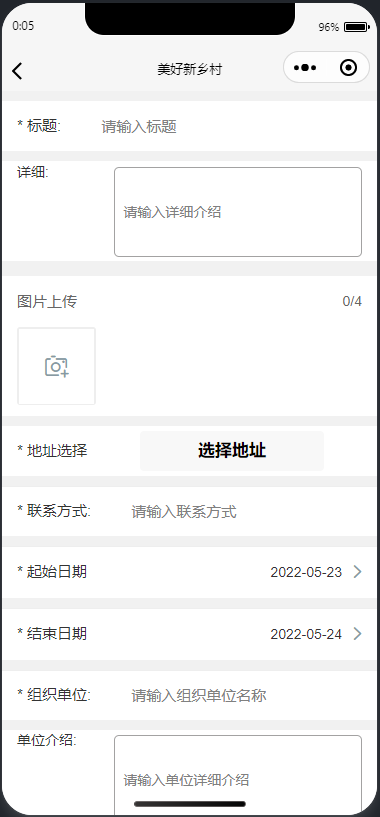 0:05
96%
美好新乡村
* 标题: 请输入标题
详细:
请输入详细介绍
图片上传 0/4
* 地址选择 选择地址
* 联系方式: 请输入联系方式
* 起始日期 2022-05-23
* 结束日期 2022-05-24
* 组织单位: 请输入组织单位名称
单位介绍:
请输入单位详细介绍